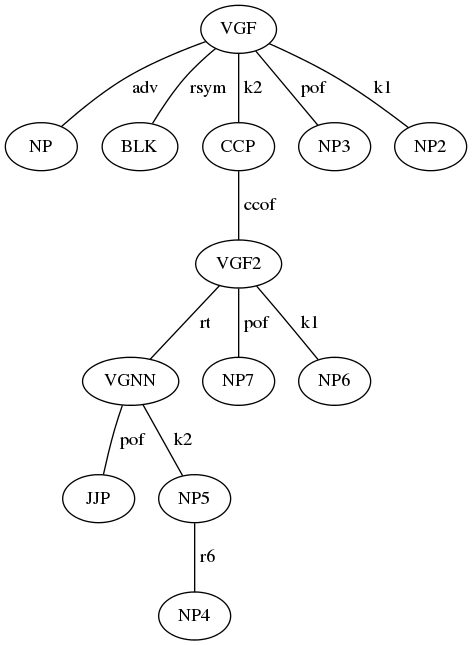 VGF
adv rsym k2 pof k1
NP BLK CCP NP3 NP2
ccof
VGF2
rt pof k1
VGNN NP7 NP6
pof k2
JJP NP5
r6
NP4